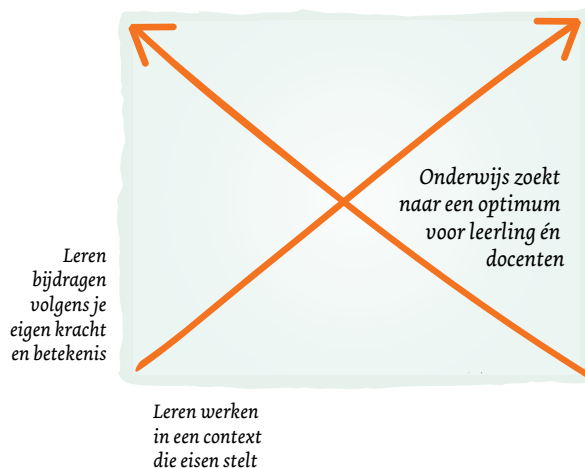 Onderwijs zoekt
naar een optimum
voor leerling én
docenten
Leren
bijdragen
volgens je
eigen kracht
en betekenis
Leren werken
in een context
die eisen stelt